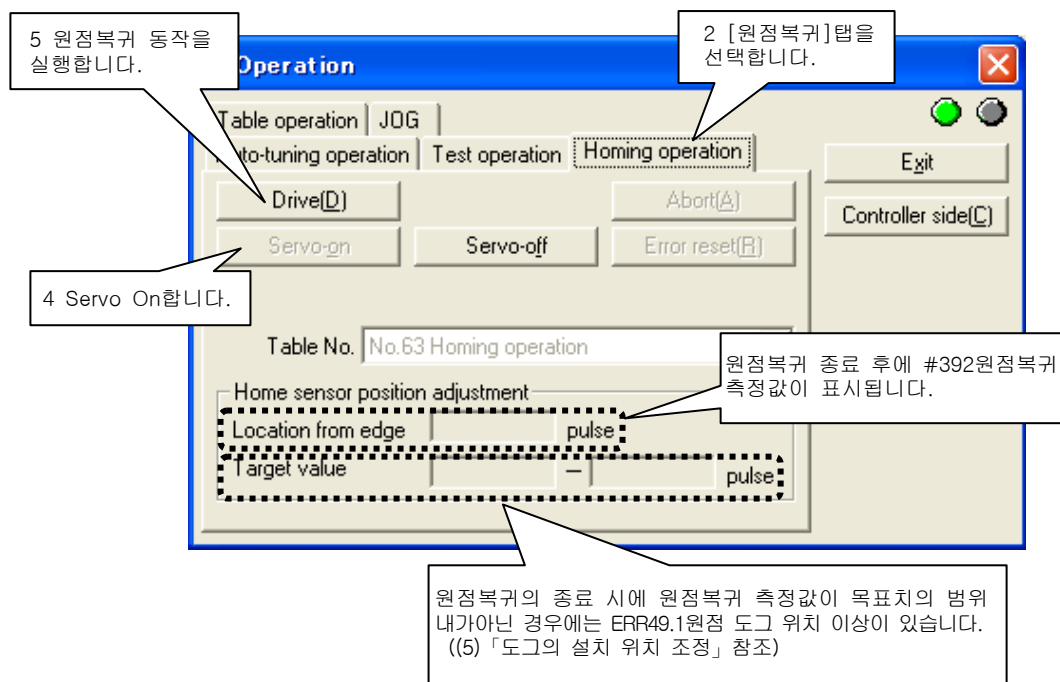 5 원점복귀 동작을
실행합니다.
2 [원점복귀]탭을
선택합니다.
Operation
Table operation
JOG
to-tuning operation
Test operation
Homing operation
Exit
Drive(D)
Abort(A)
Controller side(C)
Servo-on
Servo-off
Error reset(R)
4 Servo On합니다.
Table No.
No.63 Homing operation
원점복귀 종료 후에 #392원점복귀
측정값이 표시됩니다.
Home sensor position adjustment
Location from edge
pulse
Target value
–
pulse
원점복귀의 종료 시에 원점복귀 측정값이 목표치의 범위
내가아닌 경우에는 ERR49.1원점 도그 위치 이상이 있습니다.
((5)「도그의 설치 위치 조정」참조)